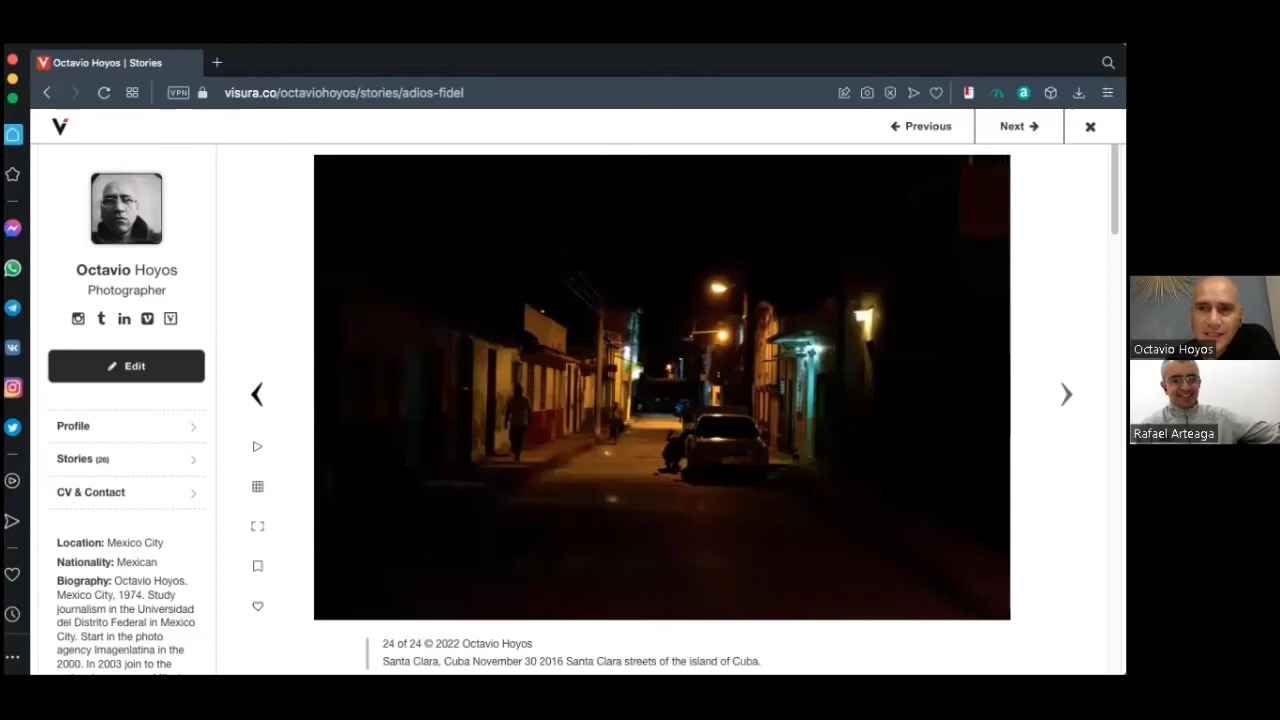 Octavio Hoyos | Stories
VPN
visura.co/octaviohoyos/stories/adios-fidel
Previous
Next
Octavio Hoyos
Photographer
Edit
Profile
Stories (26)
CV & Contact
Location: Mexico City
Nationality: Mexican
Biography: Octavio Hoyos.
Mexico City, 1974. Study
journalism in the Universidad
del Distrito Federal in Mexico
City. Start in the photo
agency Imagenlatina in the
2000. In 2003 join to the
24 of 24 © 2022 Octavio Hoyos
Santa Clara, Cuba November 30 2016 Santa Clara streets of the island of Cuba.
Octavio Hoyos
Rafael Arteaga